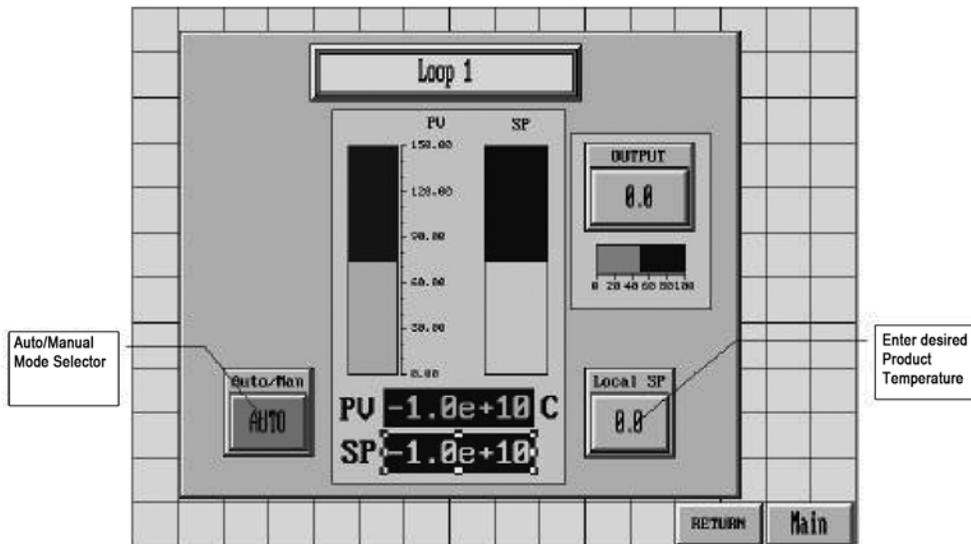 Loop 1
PV SP
150.00
120.00
90.00
60.00
30.00
0.00
OUTPUT
0.0
0 20 40 60 80 100
Auto/Manual
Mode Selector
Enter desired
Product
Temperature
Auto/Man
AUTO
Local SP
0.0
PV -1.0e+10 C
SP -1.0e+10
RETURN
Main